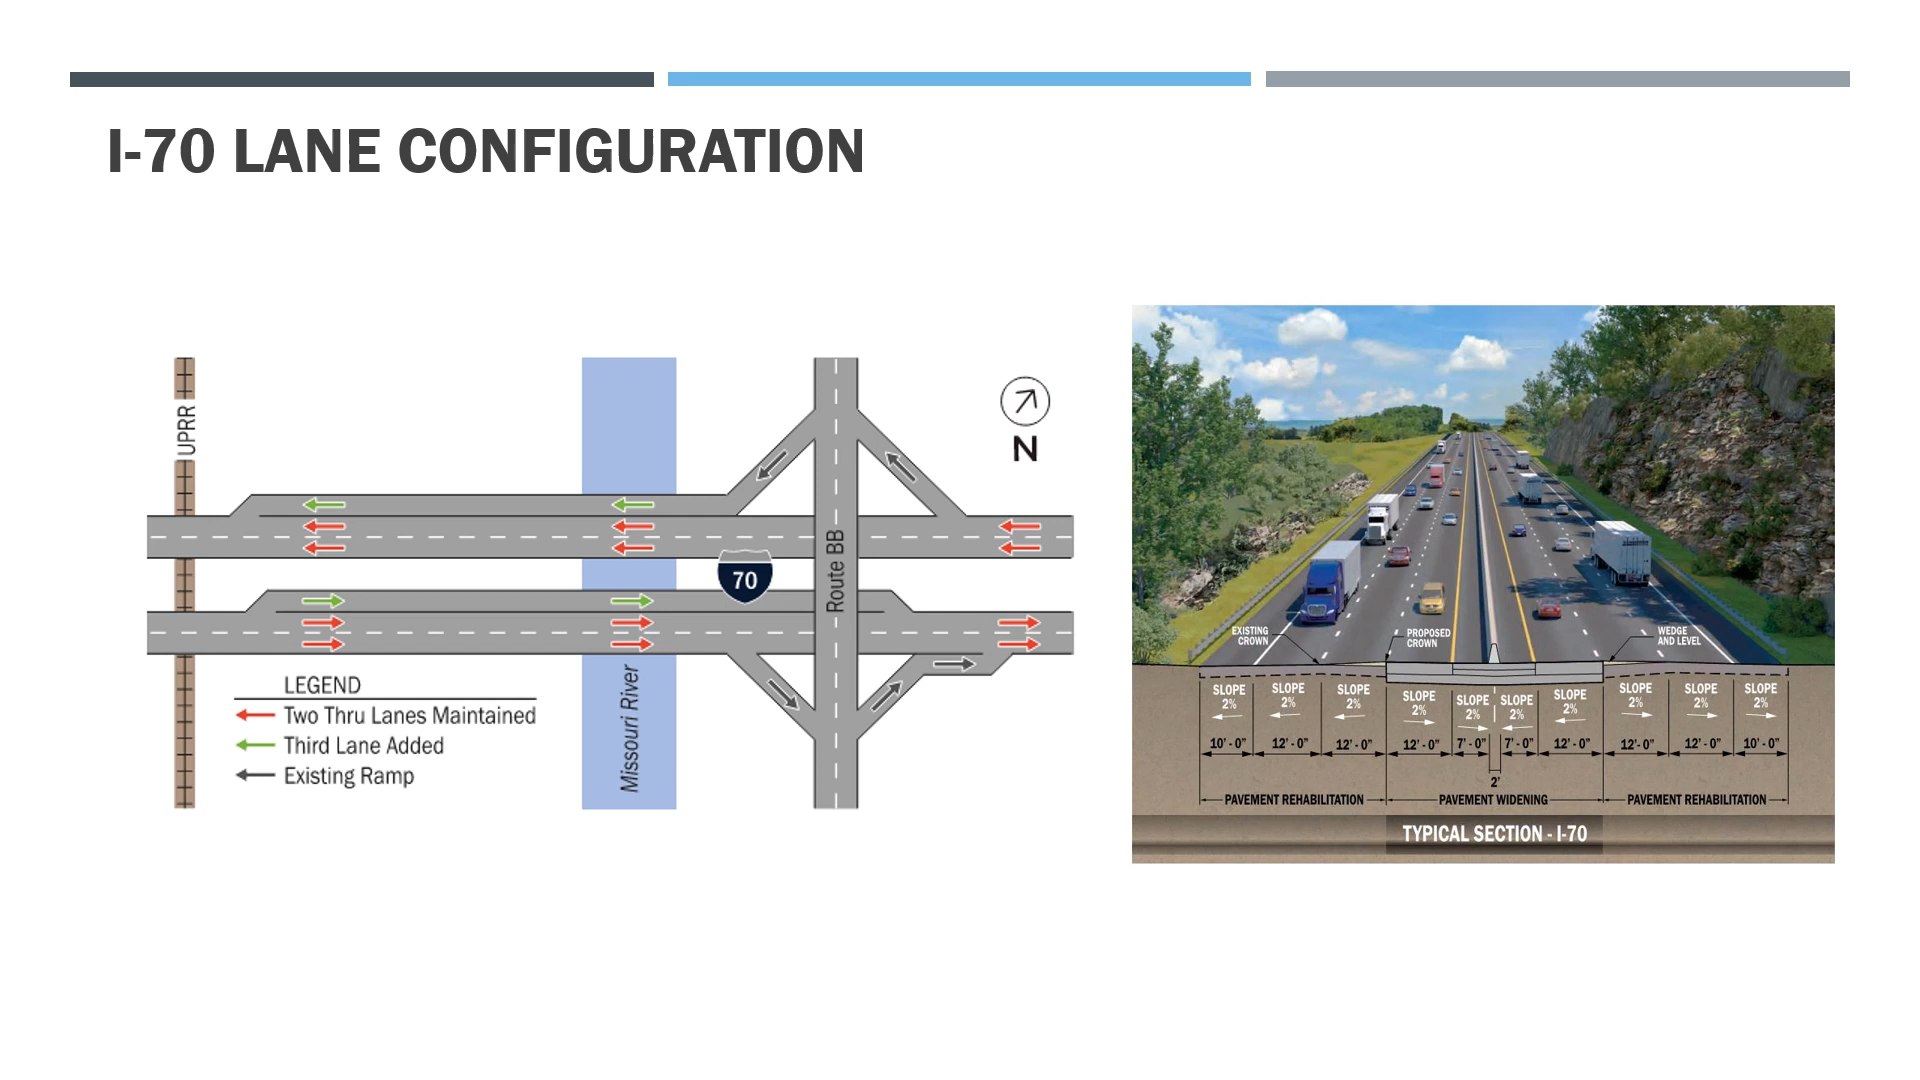 I-70 LANE CONFIGURATION
UPRR
N
70
Route BB
Missouri River
LEGEND
Two Thru Lanes Maintained
Third Lane Added
Existing Ramp
EXISTING
CROWN
PROPOSED
CROWN
WEDGE
AND LEVEL
SLOPE
2%
SLOPE
2%
SLOPE
2%
SLOPE
2%
SLOPE
2%
SLOPE
2%
SLOPE
2%
SLOPE
2%
SLOPE
2%
SLOPE
2%
10' - 0" 12' - 0" 12' - 0" 12' - 0" 7' - 0" 7' - 0" 12' - 0" 12'- 0" 12' - 0" 10' - 0"
2'
PAVEMENT REHABILITATION PAVEMENT WIDENING PAVEMENT REHABILITATION
TYPICAL SECTION - I-70